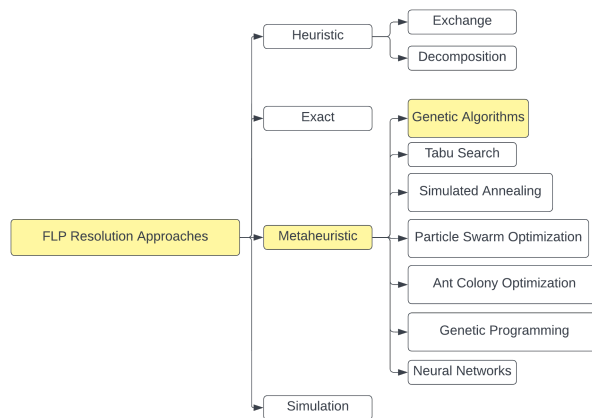 Exchange
Heuristic
Decomposition
Exact
Genetic Algorithms
Tabu Search
Simulated Annealing
FLP Resolution Approaches
Metaheuristic
Particle Swarm Optimization
Ant Colony Optimization
Genetic Programming
Neural Networks
Simulation